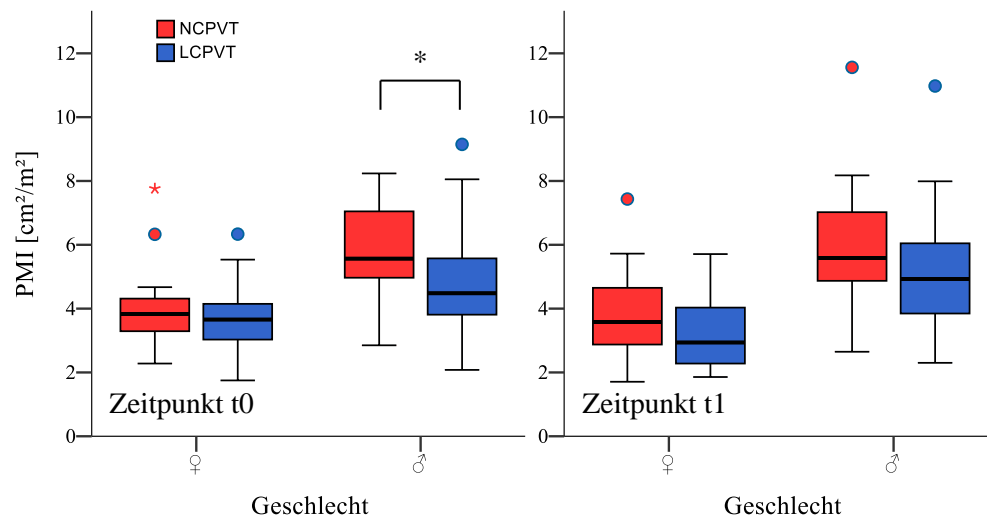 NCPVT
LCPVT
*
PMI [cm²/m²]
12
10
8
6
4
2
0
Zeitpunkt t0
♀
♂
Geschlecht
12
10
8
6
4
2
0
Zeitpunkt t1
♀
♂
Geschlecht